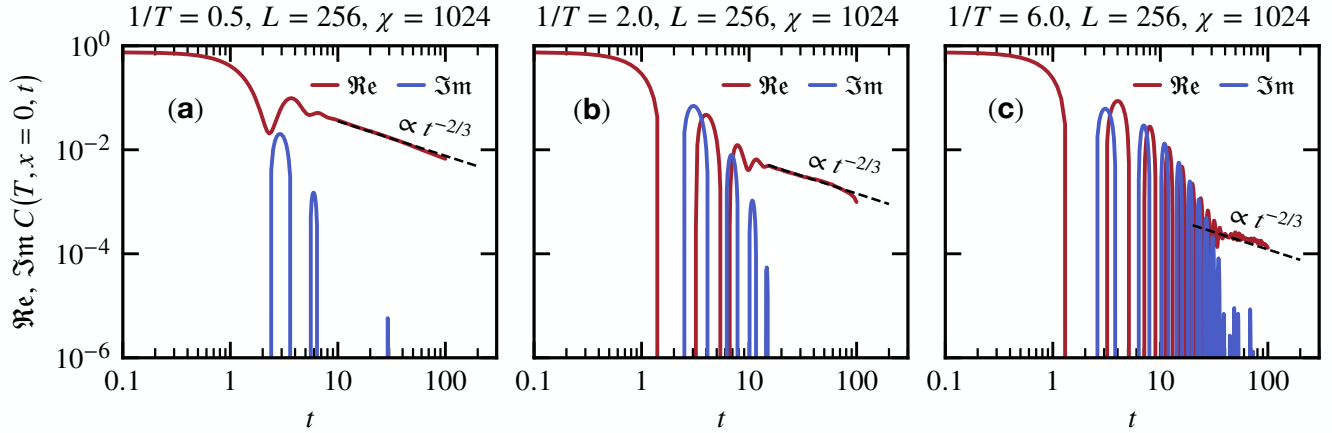 1/T = 0.5, L = 256, χ = 1024
1/T = 2.0, L = 256, χ = 1024
1/T = 6.0, L = 256, χ = 1024
ℜe, ℑm C(T, x = 0, t)
10⁰
10⁻²
10⁻⁴
10⁻⁶
(a)
ℜe
ℑm
∝ t⁻²/³
0.1
1
10
100
t
(b)
ℜe
ℑm
∝ t⁻²/³
0.1
1
10
100
t
(c)
ℜe
ℑm
∝ t⁻²/³
0.1
1
10
100
t